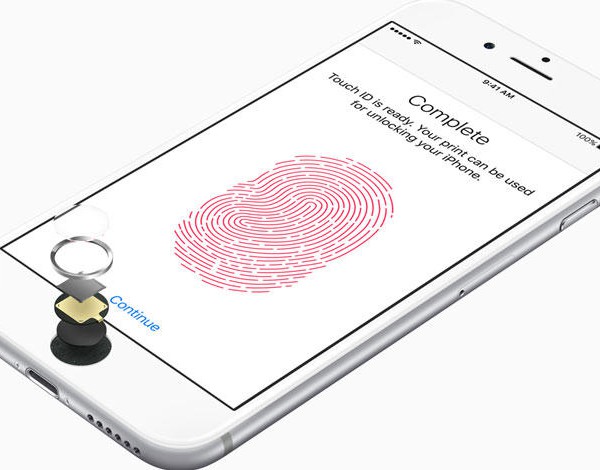 9:41 AM
100%
Complete
Touch ID is ready. Your print can be used
for unlocking your iPhone.
Continue